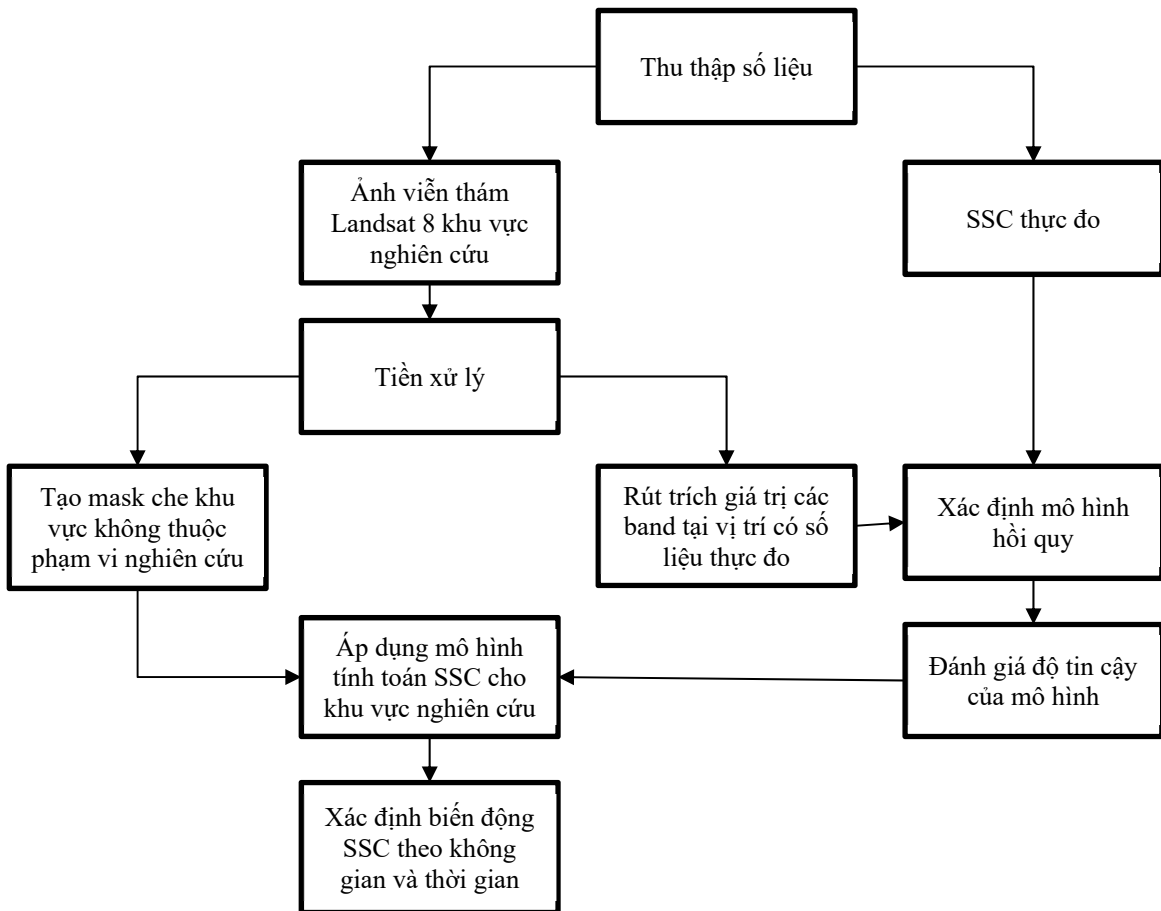 Thu thập số liệu
Ảnh viễn thám
Landsat 8 khu vực
nghiên cứu
SSC thực đo
Tiền xử lý
Tạo mask che khu
vực không thuộc
phạm vi nghiên cứu
Rút trích giá trị các
band tại vị trí có số
liệu thực đo
Xác định mô hình
hồi quy
Áp dụng mô hình
tính toán SSC cho
khu vực nghiên cứu
Đánh giá độ tin cậy
của mô hình
Xác định biến động
SSC theo không
gian và thời gian